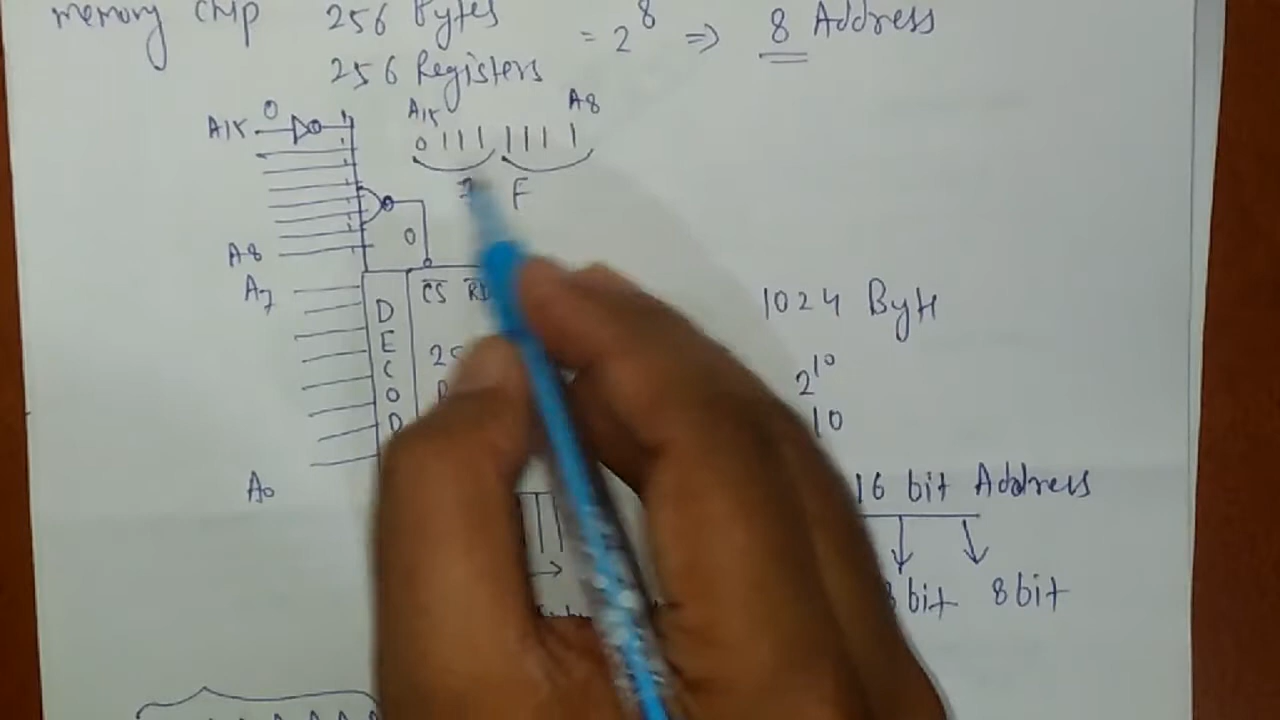 memory chip 256 Bytes
256 Registers
= 2^8 ⇒ 8 Address
A15 0
A15 A8
0 1 1 1 1 1 1 1
F
0
A8
A7
CS
D
E
C
O
D
A0
1024 Byte
2^10
10
16 bit Address
bit 8bit